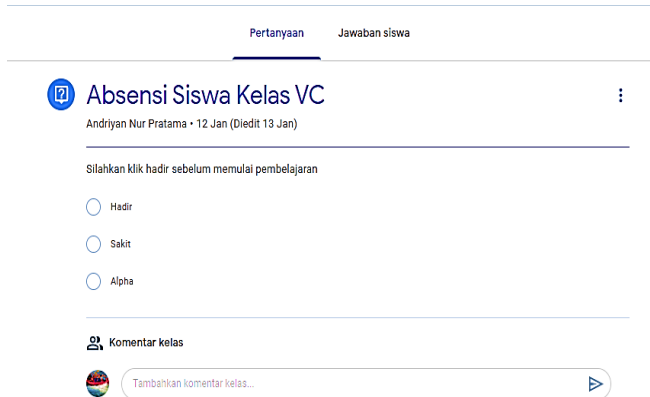 Pertanyaan Jawaban siswa
Absensi Siswa Kelas VC
Andriyan Nur Pratama • 12 Jan (Diedit 13 Jan)
Silahkan klik hadir sebelum memulai pembelajaran
Hadir
Sakit
Alpha
Komentar kelas
Tambahkan komentar kelas...